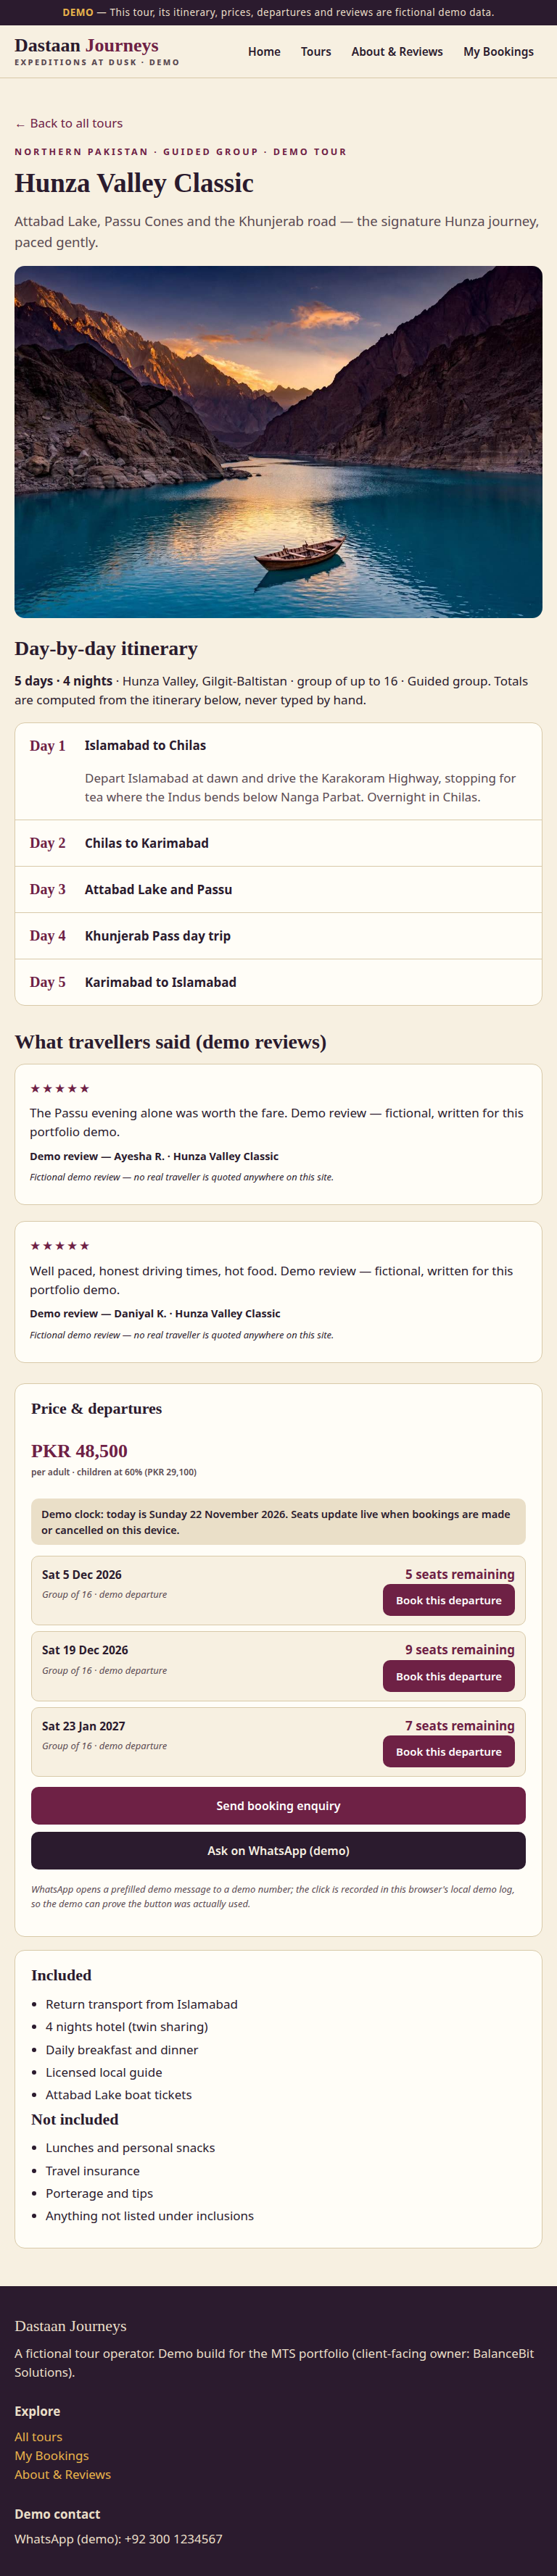 DEMO — This tour, its itinerary, prices, departures and reviews are fictional demo data.
Dastaan Journeys
EXPEDITIONS AT DUSK · DEMO
Home Tours About & Reviews My Bookings
← Back to all tours
NORTHERN PAKISTAN · GUIDED GROUP · DEMO TOUR
Hunza Valley Classic
Attabad Lake, Passu Cones and the Khunjerab road — the signature Hunza journey,
paced gently.
Day-by-day itinerary
5 days · 4 nights · Hunza Valley, Gilgit-Baltistan · group of up to 16 · Guided group. Totals
are computed from the itinerary below, never typed by hand.
Day 1 Islamabad to Chilas
Depart Islamabad at dawn and drive the Karakoram Highway, stopping for
tea where the Indus bends below Nanga Parbat. Overnight in Chilas.
Day 2 Chilas to Karimabad
Day 3 Attabad Lake and Passu
Day 4 Khunjerab Pass day trip
Day 5 Karimabad to Islamabad
What travellers said (demo reviews)
★★★★★
The Passu evening alone was worth the fare. Demo review — fictional, written for this
portfolio demo.
Demo review — Ayesha R. · Hunza Valley Classic
Fictional demo review — no real traveller is quoted anywhere on this site.
★★★★★
Well paced, honest driving times, hot food. Demo review — fictional, written for this
portfolio demo.
Demo review — Daniyal K. · Hunza Valley Classic
Fictional demo review — no real traveller is quoted anywhere on this site.
Price & departures
PKR 48,500
per adult · children at 60% (PKR 29,100)
Demo clock: today is Sunday 22 November 2026. Seats update live when bookings are made
or cancelled on this device.
Sat 5 Dec 2026 5 seats remaining
Group of 16 · demo departure Book this departure
Sat 19 Dec 2026 9 seats remaining
Group of 16 · demo departure Book this departure
Sat 23 Jan 2027 7 seats remaining
Group of 16 · demo departure Book this departure
Send booking enquiry
Ask on WhatsApp (demo)
WhatsApp opens a prefilled demo message to a demo number; the click is recorded in this browser's local demo log,
so the demo can prove the button was actually used.
Included
• Return transport from Islamabad
• 4 nights hotel (twin sharing)
• Daily breakfast and dinner
• Licensed local guide
• Attabad Lake boat tickets
Not included
• Lunches and personal snacks
• Travel insurance
• Porterage and tips
• Anything not listed under inclusions
Dastaan Journeys
A fictional tour operator. Demo build for the MTS portfolio (client-facing owner: BalanceBit
Solutions).
Explore
All tours
My Bookings
About & Reviews
Demo contact
WhatsApp (demo): +92 300 1234567